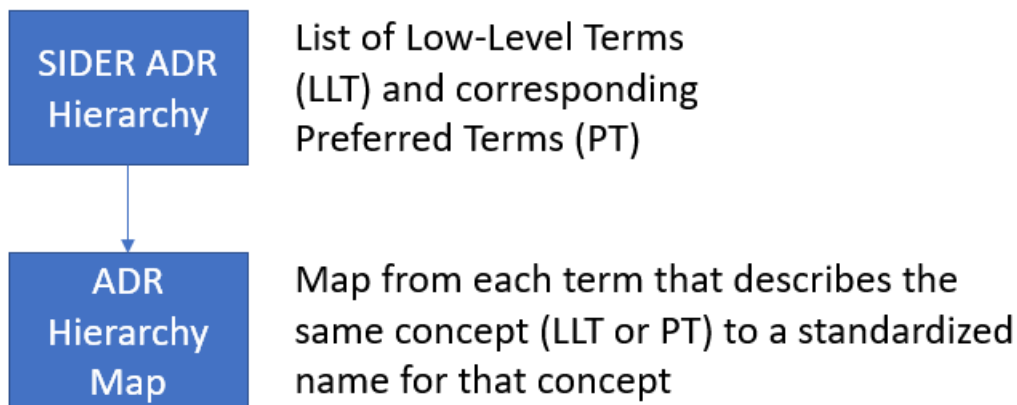 SIDER ADR
Hierarchy
List of Low-Level Terms
(LLT) and corresponding
Preferred Terms (PT)
ADR
Hierarchy
Map
Map from each term that describes the
same concept (LLT or PT) to a standardized
name for that concept